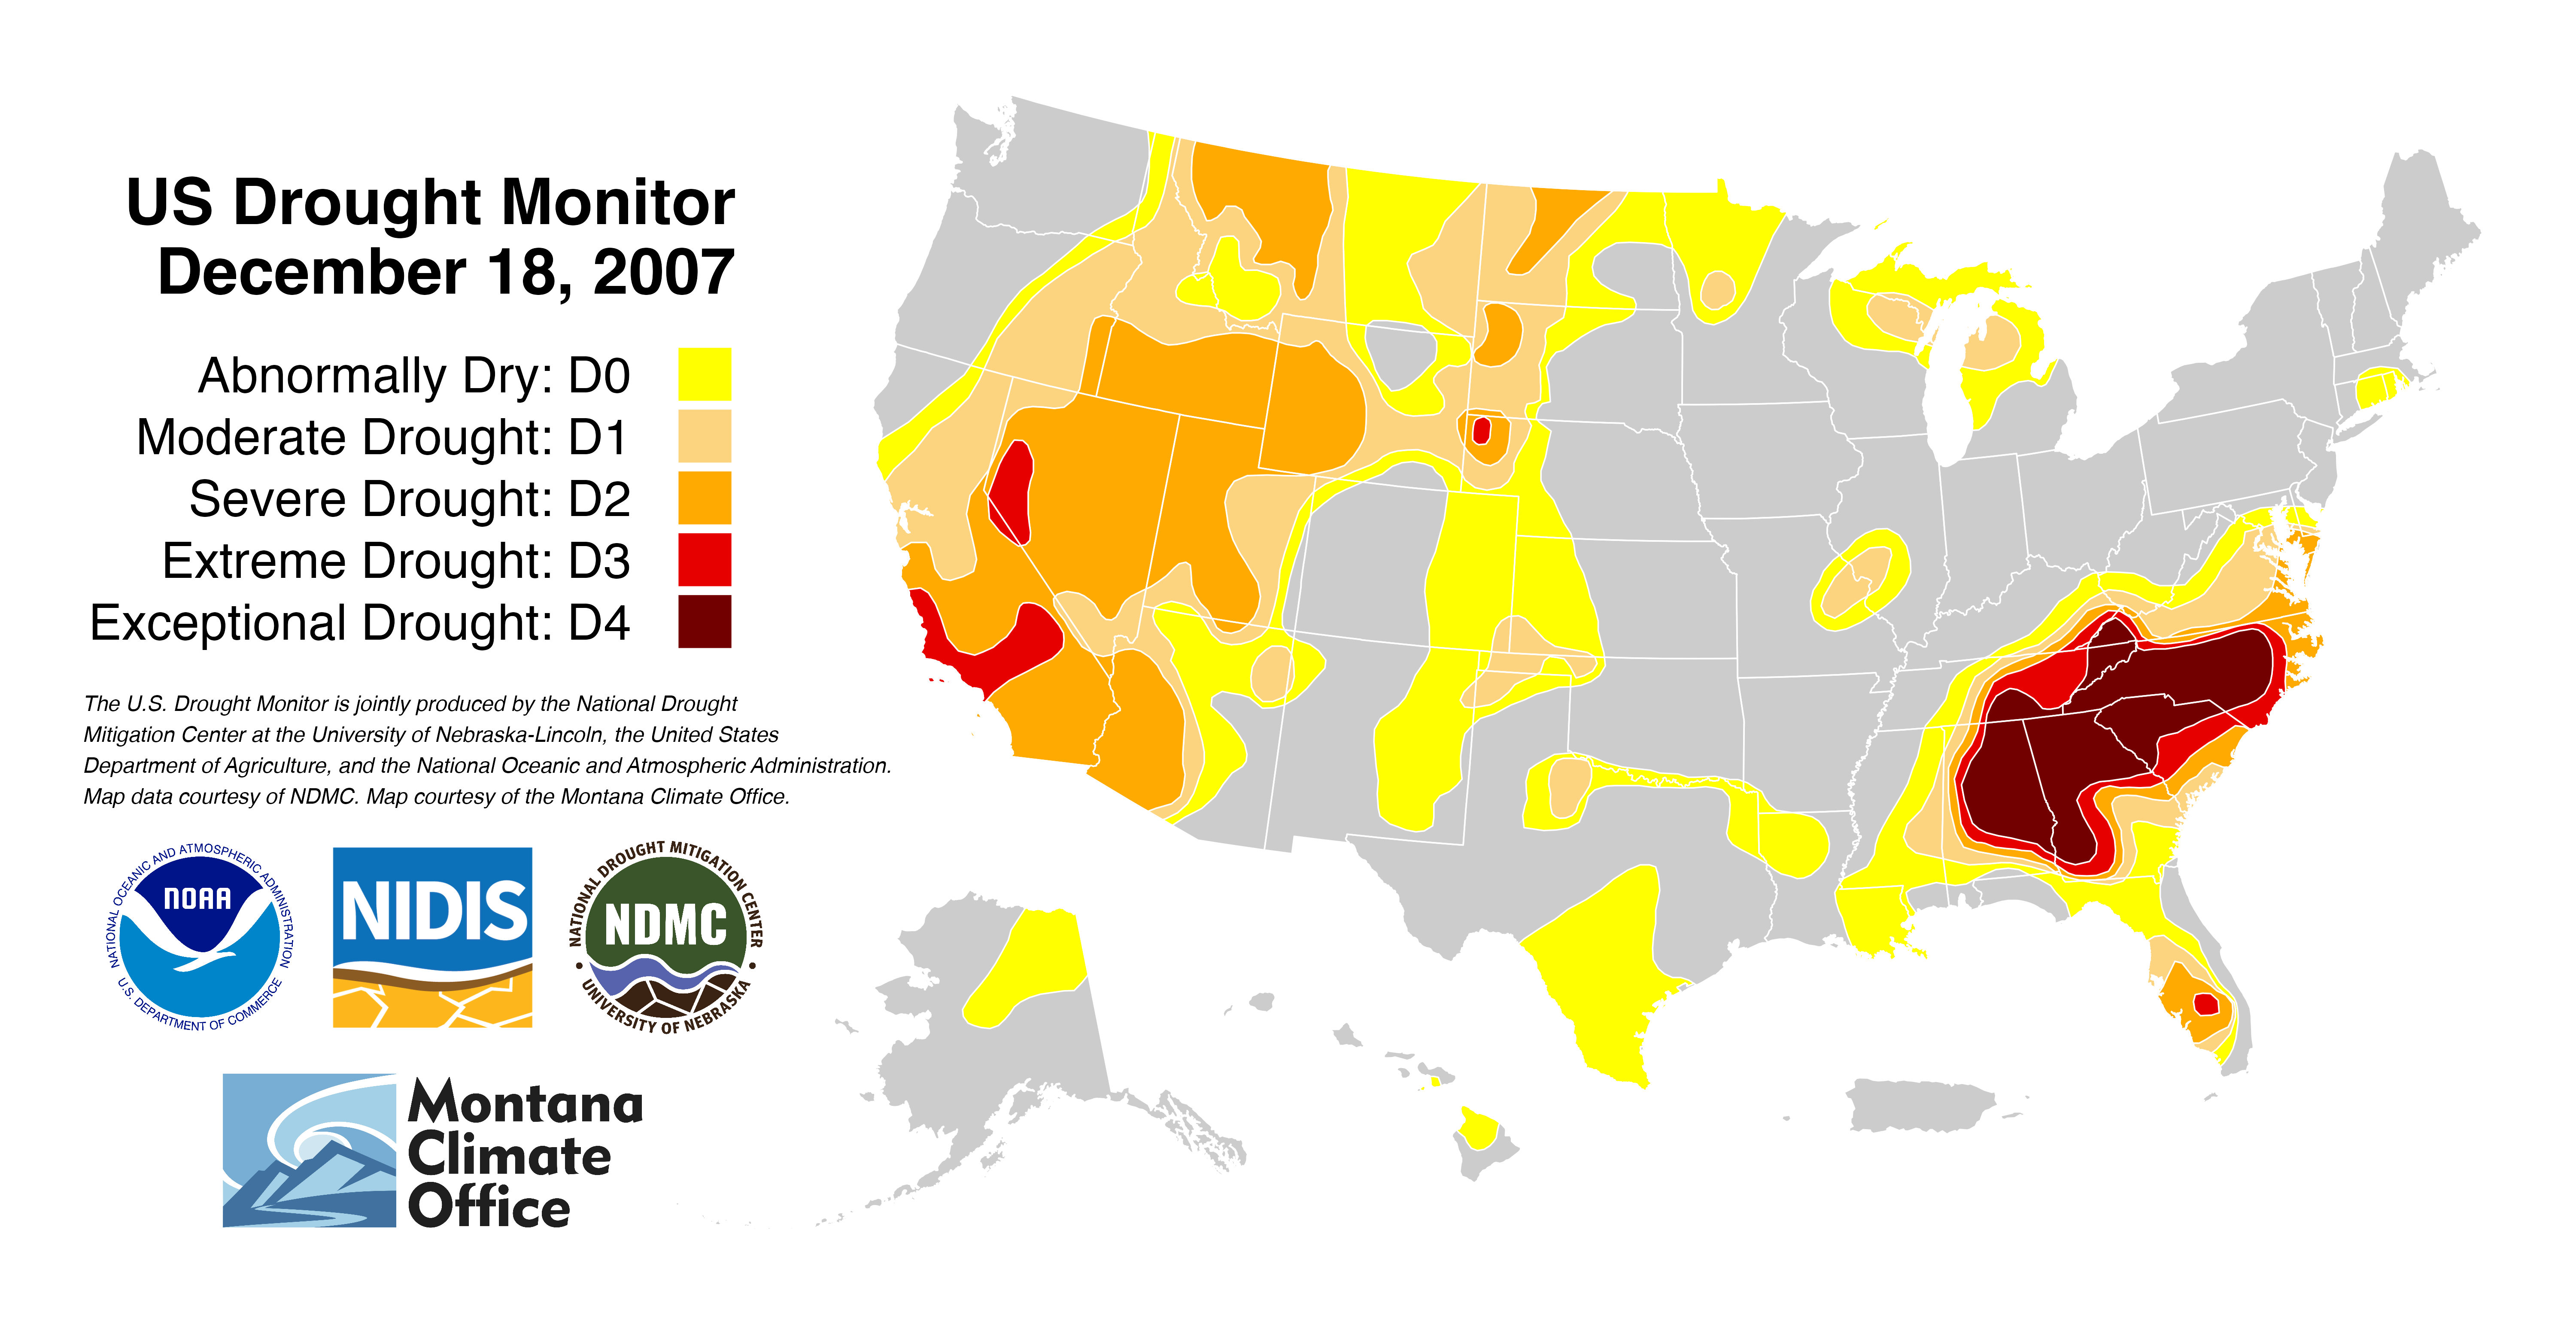 US Drought Monitor
December 18, 2007
Abnormally Dry: D0
Moderate Drought: D1
Severe Drought: D2
Extreme Drought: D3
Exceptional Drought: D4
The U.S. Drought Monitor is jointly produced by the National Drought
Mitigation Center at the University of Nebraska-Lincoln, the United States
Department of Agriculture, and the National Oceanic and Atmospheric Administration.
Map data courtesy of NDMC. Map courtesy of the Montana Climate Office.
NATIONAL OCEANIC AND ATMOSPHERIC ADMINISTRATION
NOAA
U.S. DEPARTMENT OF COMMERCE
NIDIS
NATIONAL DROUGHT MITIGATION CENTER
NDMC
UNIVERSITY OF NEBRASKA
Montana
Climate
Office